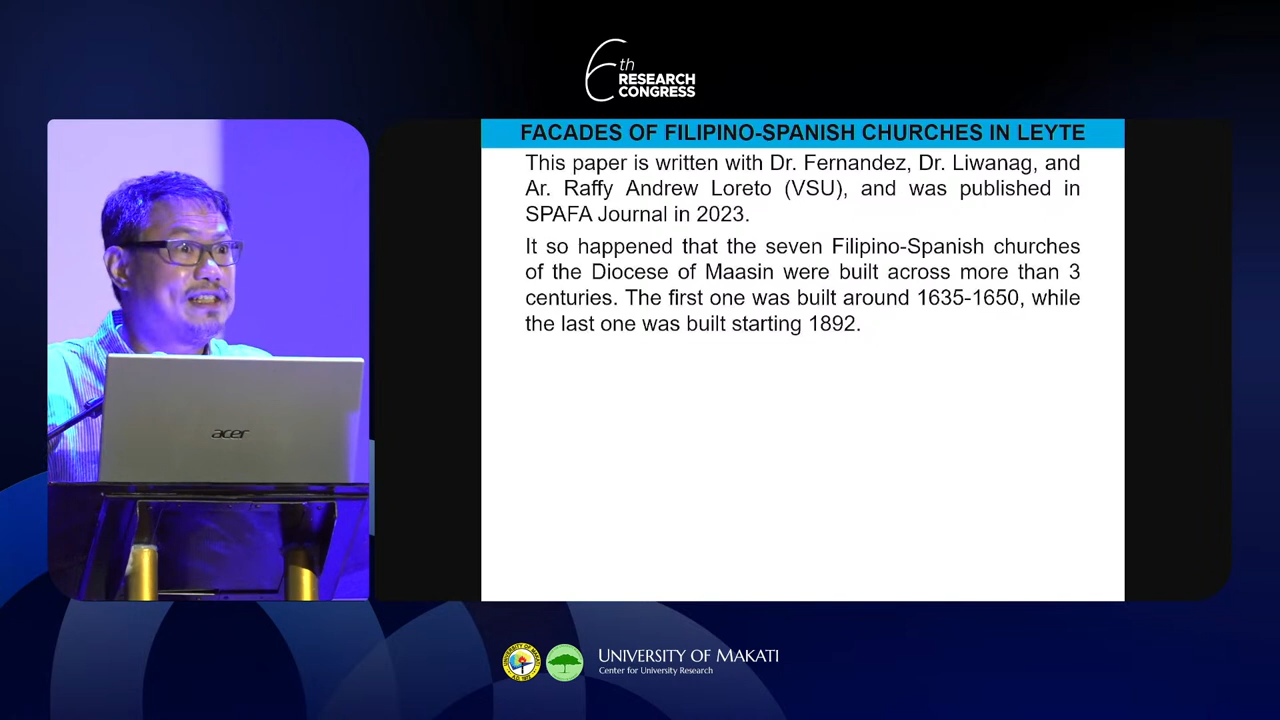 6th
RESEARCH
CONGRESS
FACADES OF FILIPINO-SPANISH CHURCHES IN LEYTE
This paper is written with Dr. Fernandez, Dr. Liwanag, and
Ar. Raffy Andrew Loreto (VSU), and was published in
SPAFA Journal in 2023.
It so happened that the seven Filipino-Spanish churches
of the Diocese of Maasin were built across more than 3
centuries. The first one was built around 1635-1650, while
the last one was built starting 1892.
acer
UNIVERSITY OF MAKATI
Center for University Research